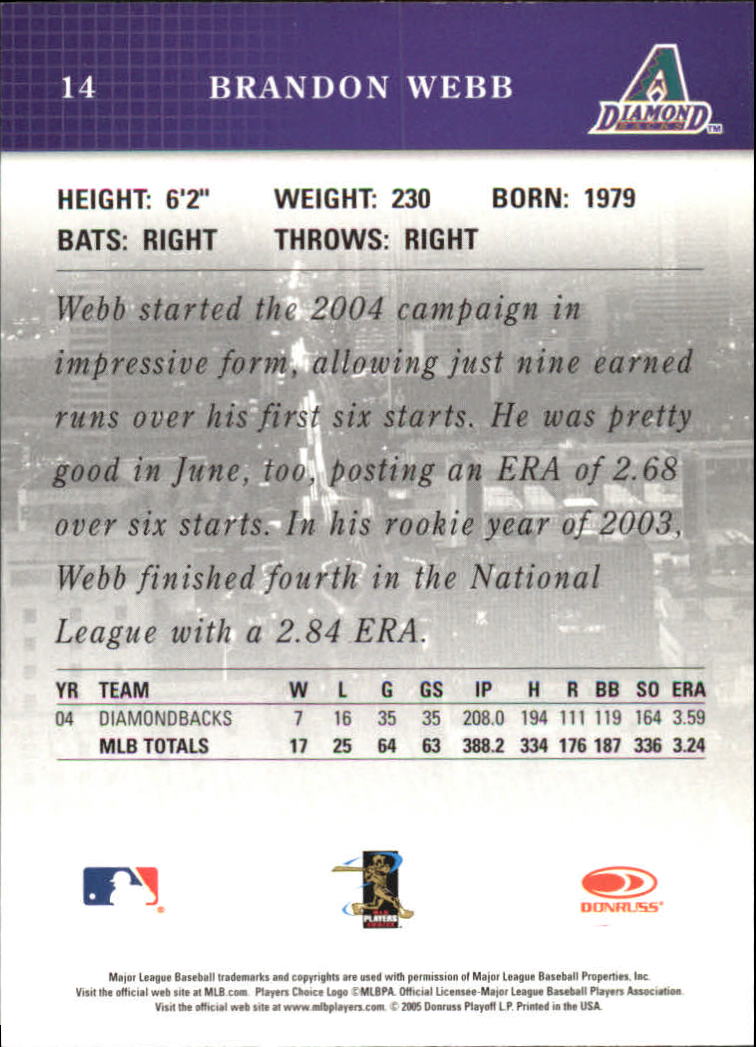 14 BRANDON WEBB
DIAMOND
BACKS TM
HEIGHT: 6'2" WEIGHT: 230 BORN: 1979
BATS: RIGHT THROWS: RIGHT
Webb started the 2004 campaign in
impressive form, allowing just nine earned
runs over his first six starts. He was pretty
good in June, too, posting an ERA of 2.68
over six starts. In his rookie year of 2003,
Webb finished fourth in the National
League with a 2.84 ERA.
YR TEAM W L G GS IP H R BB SO ERA
04 DIAMONDBACKS 7 16 35 35 208.0 194 111 119 164 3.59
MLB TOTALS 17 25 64 63 388.2 334 176 187 336 3.24
MLB
PLAYERS
CHOICE
DONRUSS
Major League Baseball trademarks and copyrights are used with permission of Major League Baseball Properties, Inc.
Visit the official web site at MLB.com. Players Choice Logo ©MLBPA. Official Licensee-Major League Baseball Players Association.
Visit the official web site at www.mlbplayers.com. © 2005 Donruss Playoff L.P. Printed in the USA.